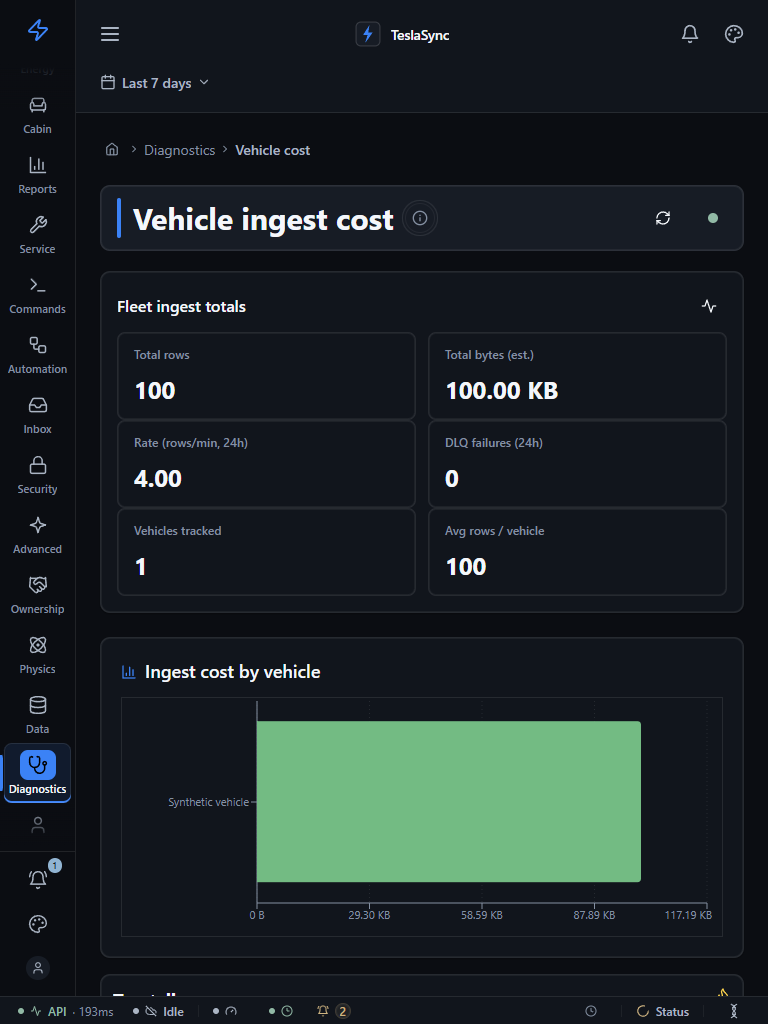 TeslaSync
Last 7 days
Cabin
Reports
Service
Commands
Automation
Inbox
Security
Advanced
Ownership
Physics
Data
Diagnostics
1
Diagnostics
Vehicle cost
Vehicle ingest cost
Fleet ingest totals
Total rows
100
Total bytes (est.)
100.00 KB
Rate (rows/min, 24h)
4.00
DLQ failures (24h)
0
Vehicles tracked
1
Avg rows / vehicle
100
Ingest cost by vehicle
Synthetic vehicle
0 B
29.30 KB
58.59 KB
87.89 KB
117.19 KB
API · 193ms
Idle
2
Status